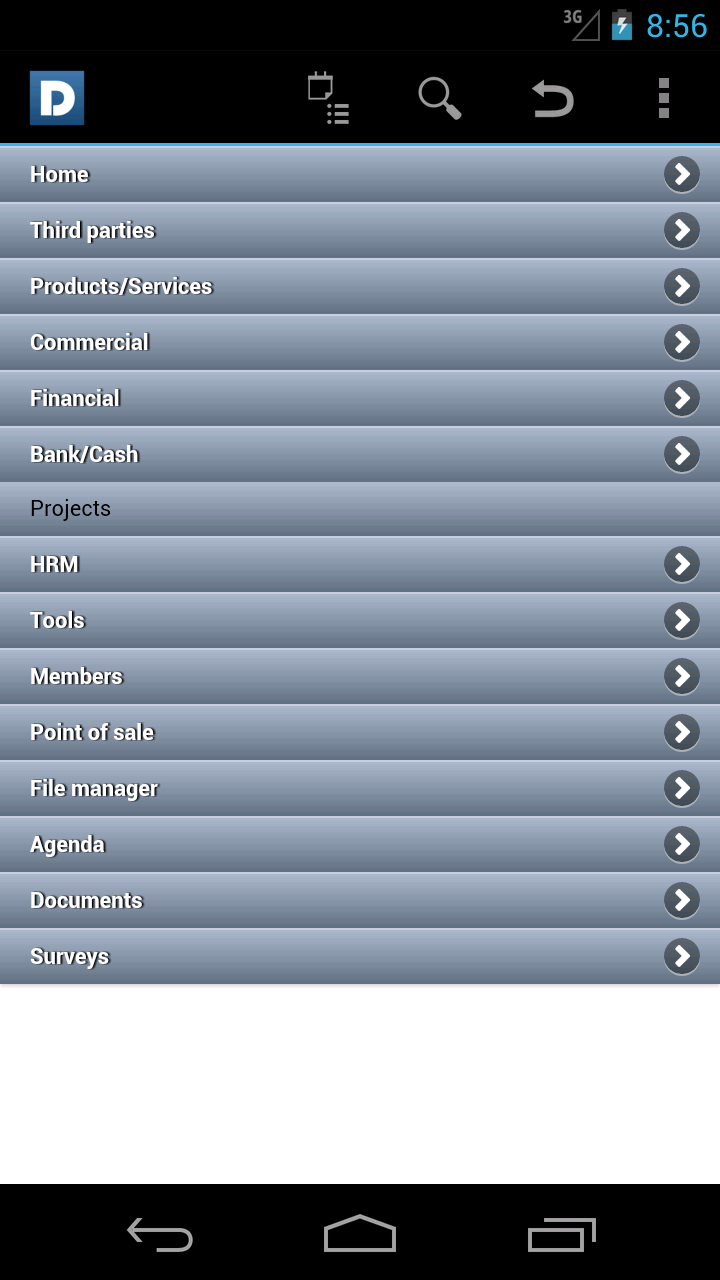 3G 8:56
D
Home
Third parties
Products/Services
Commercial
Financial
Bank/Cash
Projects
HRM
Tools
Members
Point of sale
File manager
Agenda
Documents
Surveys